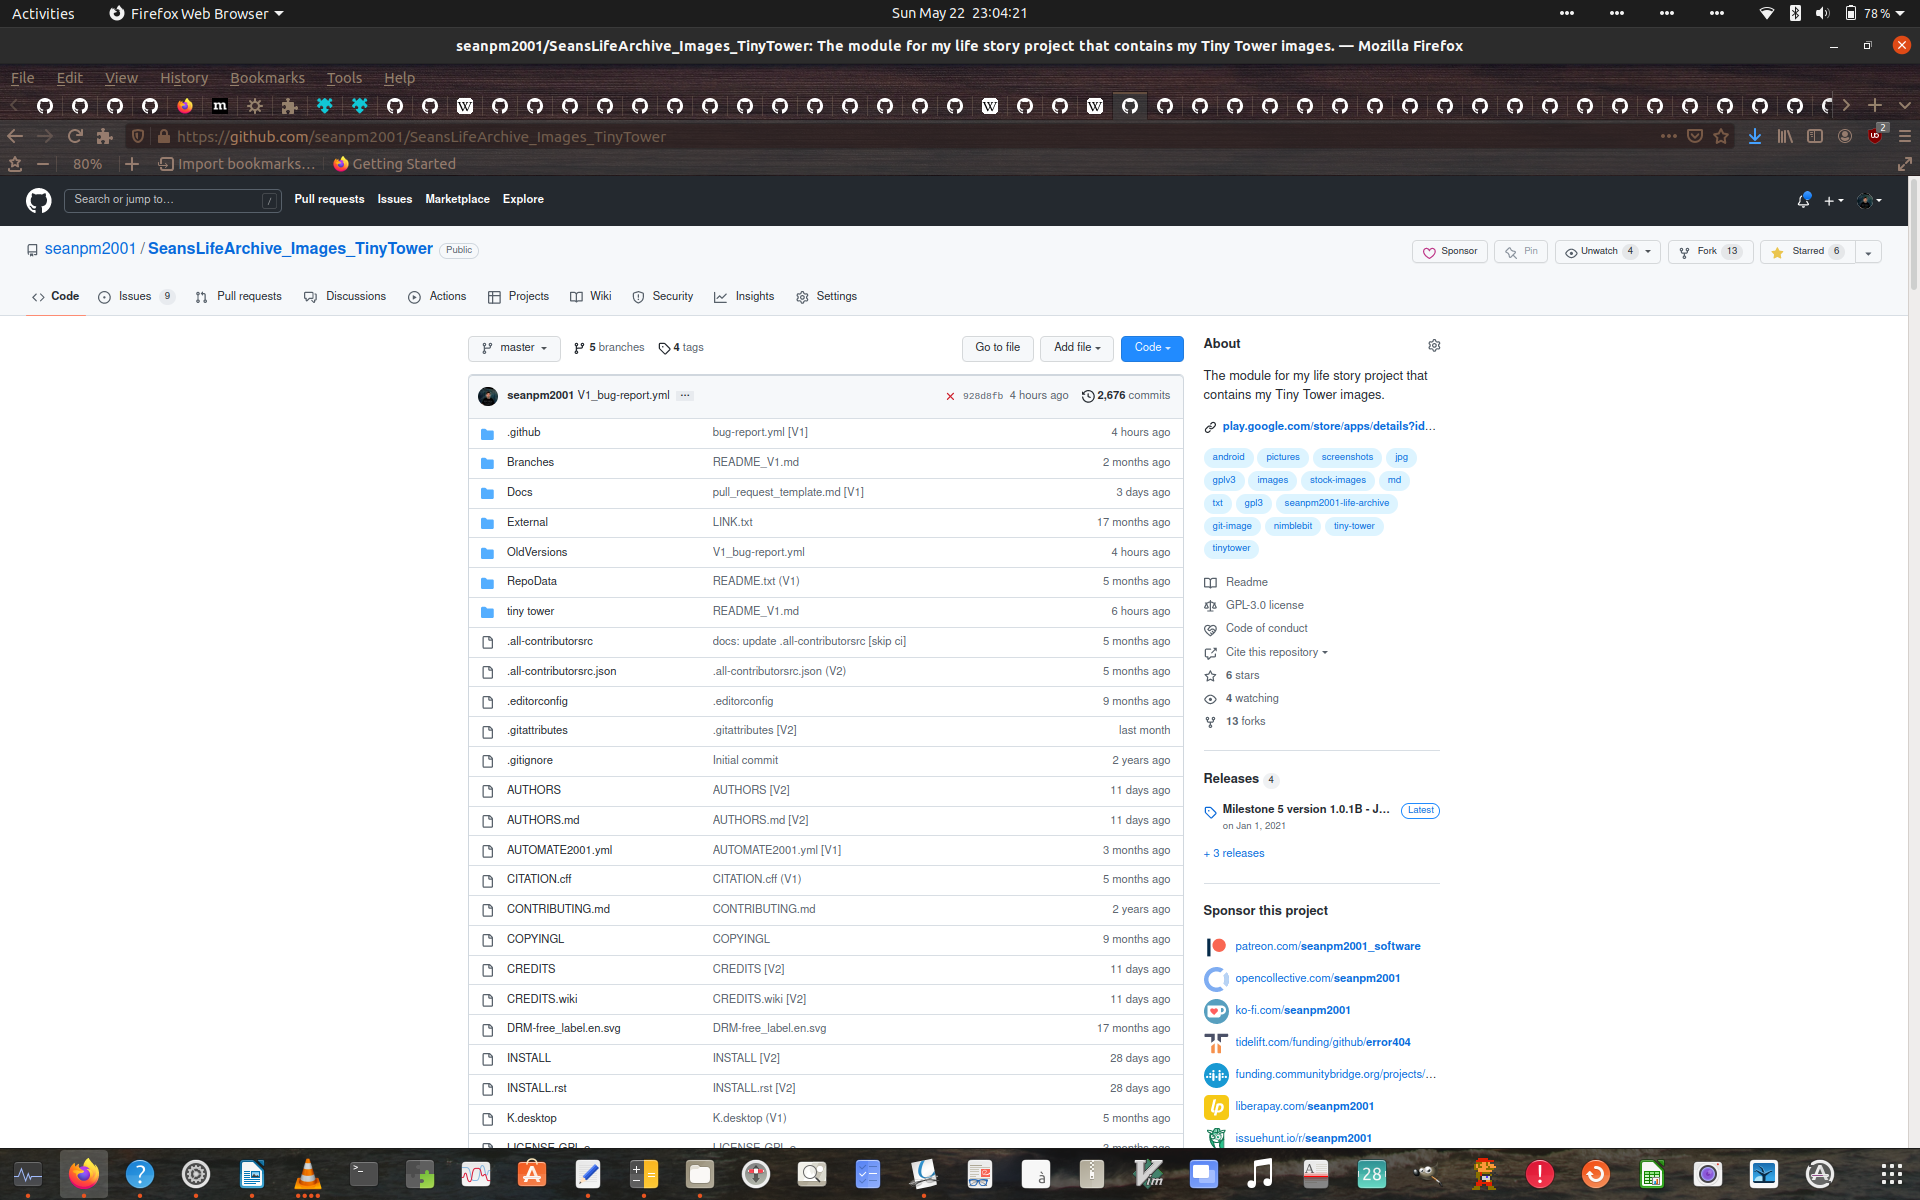 Activities
Firefox Web Browser
Sun May 22 23:04:21
78 %
seanpm2001/SeansLifeArchive_Images_TinyTower: The module for my life story project that contains my Tiny Tower images. — Mozilla Firefox
File Edit View History Bookmarks Tools Help
https://github.com/seanpm2001/SeansLifeArchive_Images_TinyTower
2
80%
Import bookmarks…
Getting Started
Search or jump to…
/
Pull requests Issues Marketplace Explore
seanpm2001 / SeansLifeArchive_Images_TinyTower Public
Sponsor
Pin
Unwatch 4
Fork 13
Starred 6
Code
Issues 9
Pull requests
Discussions
Actions
Projects
Wiki
Security
Insights
Settings
master
5 branches
4 tags
Go to file
Add file
Code
seanpm2001 V1_bug-report.yml ...
928d8fb 4 hours ago
2,676 commits
.github bug-report.yml [V1] 4 hours ago
Branches README_V1.md 2 months ago
Docs pull_request_template.md [V1] 3 days ago
External LINK.txt 17 months ago
OldVersions V1_bug-report.yml 4 hours ago
RepoData README.txt (V1) 5 months ago
tiny tower README_V1.md 6 hours ago
.all-contributorsrc docs: update .all-contributorsrc [skip ci] 5 months ago
.all-contributorsrc.json .all-contributorsrc.json (V2) 5 months ago
.editorconfig .editorconfig 9 months ago
.gitattributes .gitattributes [V2] last month
.gitignore Initial commit 2 years ago
AUTHORS AUTHORS [V2] 11 days ago
AUTHORS.md AUTHORS.md [V2] 11 days ago
AUTOMATE2001.yml AUTOMATE2001.yml [V1] 3 months ago
CITATION.cff CITATION.cff (V1) 5 months ago
CONTRIBUTING.md CONTRIBUTING.md 2 years ago
COPYINGL COPYINGL 9 months ago
CREDITS CREDITS [V2] 11 days ago
CREDITS.wiki CREDITS.wiki [V2] 11 days ago
DRM-free_label.en.svg DRM-free_label.en.svg 17 months ago
INSTALL INSTALL [V2] 28 days ago
INSTALL.rst INSTALL.rst [V2] 28 days ago
K.desktop K.desktop (V1) 5 months ago
About
The module for my life story project that
contains my Tiny Tower images.
play.google.com/store/apps/details?id…
android pictures screenshots jpg
gplv3 images stock-images md
txt gpl3 seanpm2001-life-archive
git-image nimblebit tiny-tower
tinytower
Readme
GPL-3.0 license
Code of conduct
Cite this repository
6 stars
4 watching
13 forks
Releases 4
Milestone 5 version 1.0.1B - J… Latest
on Jan 1, 2021
+ 3 releases
Sponsor this project
patreon.com/seanpm2001_software
opencollective.com/seanpm2001
ko-fi.com/seanpm2001
tidelift.com/funding/github/error404
funding.communitybridge.org/projects/…
liberapay.com/seanpm2001
issuehunt.io/r/seanpm2001
28